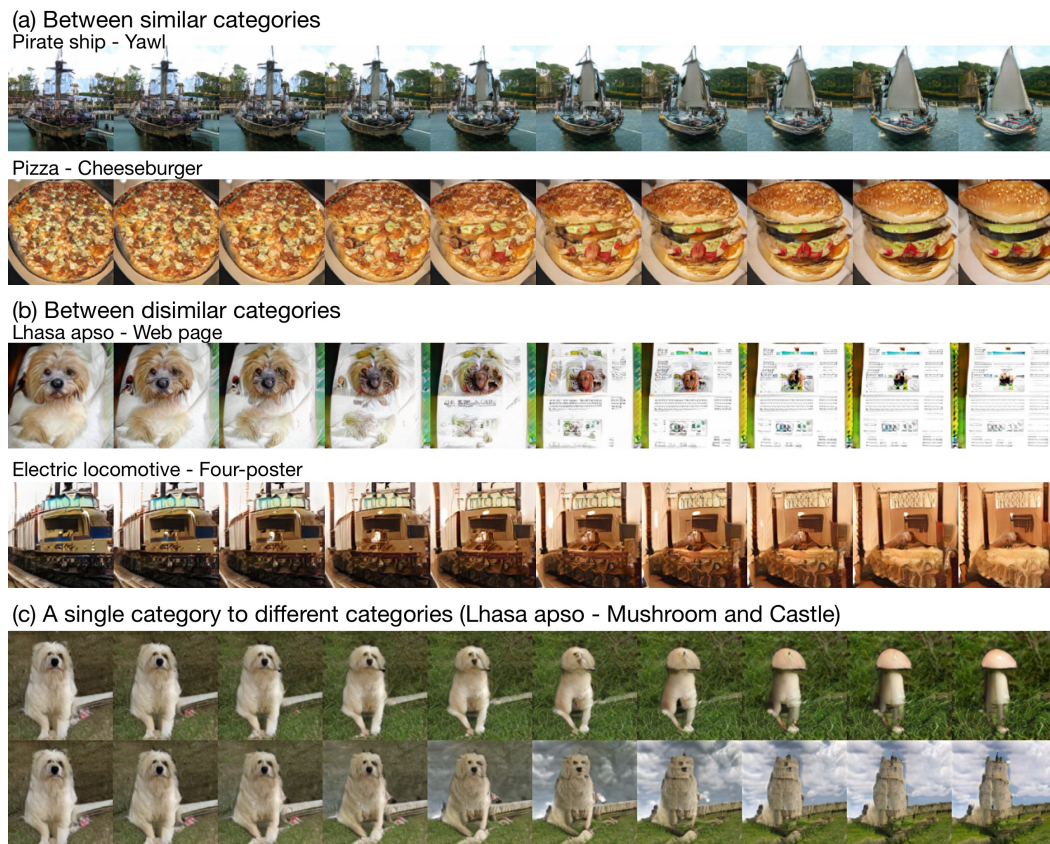 (a) Between similar categories
Pirate ship - Yawl
Pizza - Cheeseburger
(b) Between disimilar categories
Lhasa apso - Web page
Electric locomotive - Four-poster
(c) A single category to different categories (Lhasa apso - Mushroom and Castle)